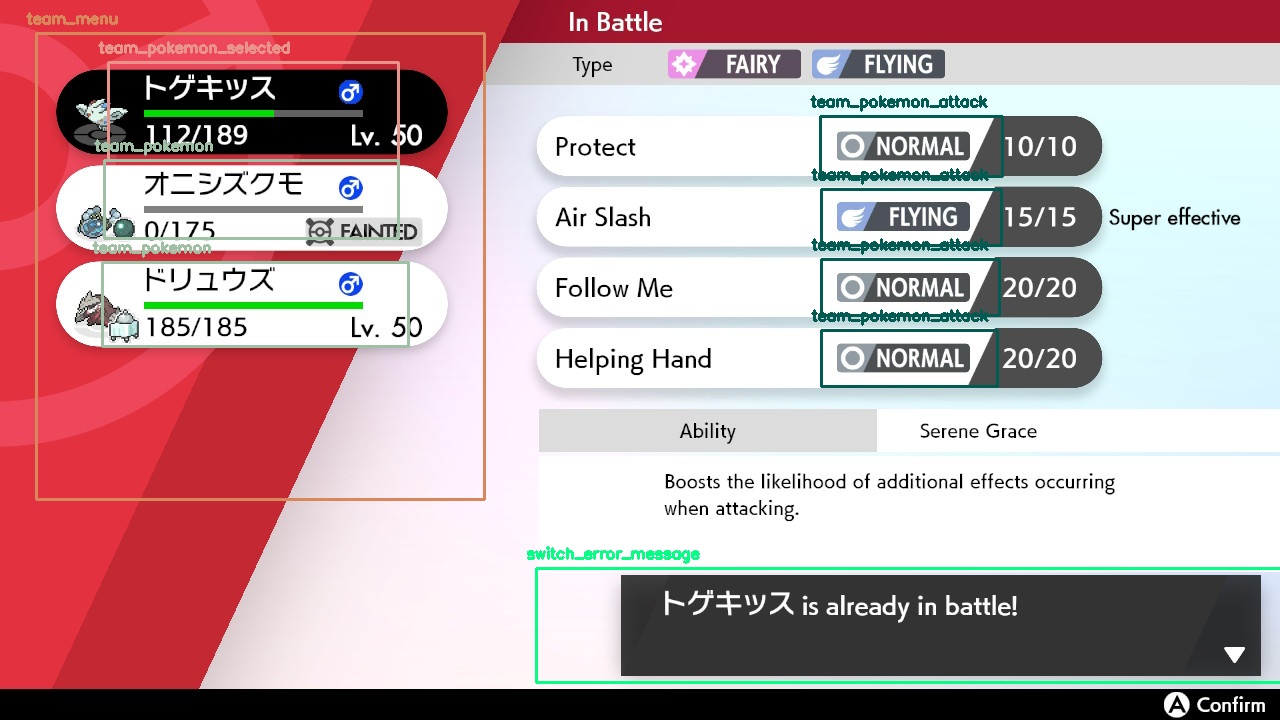 team_menu
In Battle
team_pokemon_selected
Type
FAIRY
FLYING
トゲキッス
112/189
Lv. 50
team_pokemon
オニシズクモ
0/175
FAINTED
team_pokemon
ドリュウズ
185/185
Lv. 50
team_pokemon_attack
Protect
NORMAL
10/10
team_pokemon_attack
Air Slash
FLYING
15/15
Super effective
team_pokemon_attack
Follow Me
NORMAL
20/20
team_pokemon_attack
Helping Hand
NORMAL
20/20
Ability
Serene Grace
Boosts the likelihood of additional effects occurring
when attacking.
switch_error_message
トゲキッス is already in battle!
A Confirm